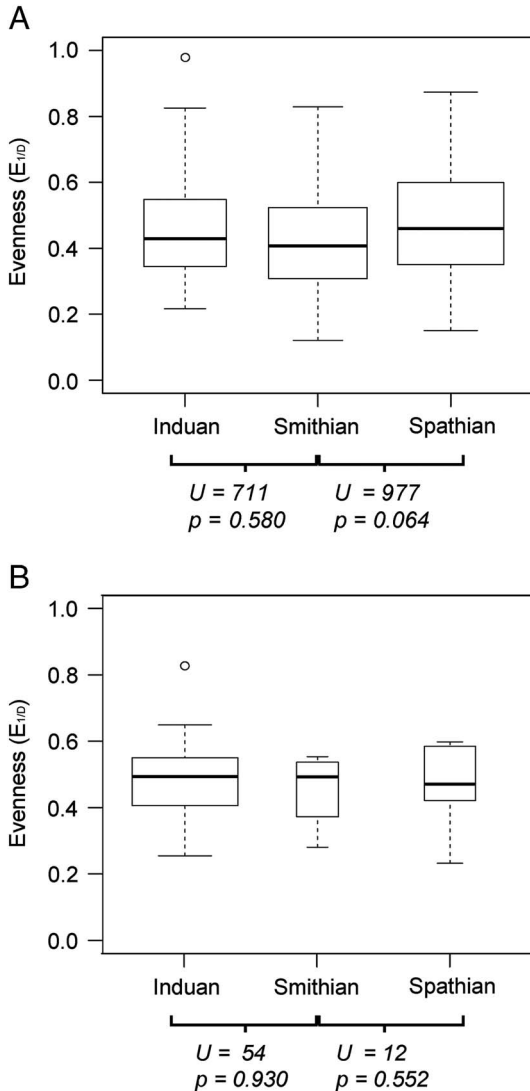 A
Evenness (E1/D)
1.0
0.8
0.6
0.4
0.2
0.0
Induan Smithian Spathian
U = 711 U = 977
p = 0.580 p = 0.064
B
Evenness (E1/D)
1.0
0.8
0.6
0.4
0.2
0.0
Induan Smithian Spathian
U = 54 U = 12
p = 0.930 p = 0.552